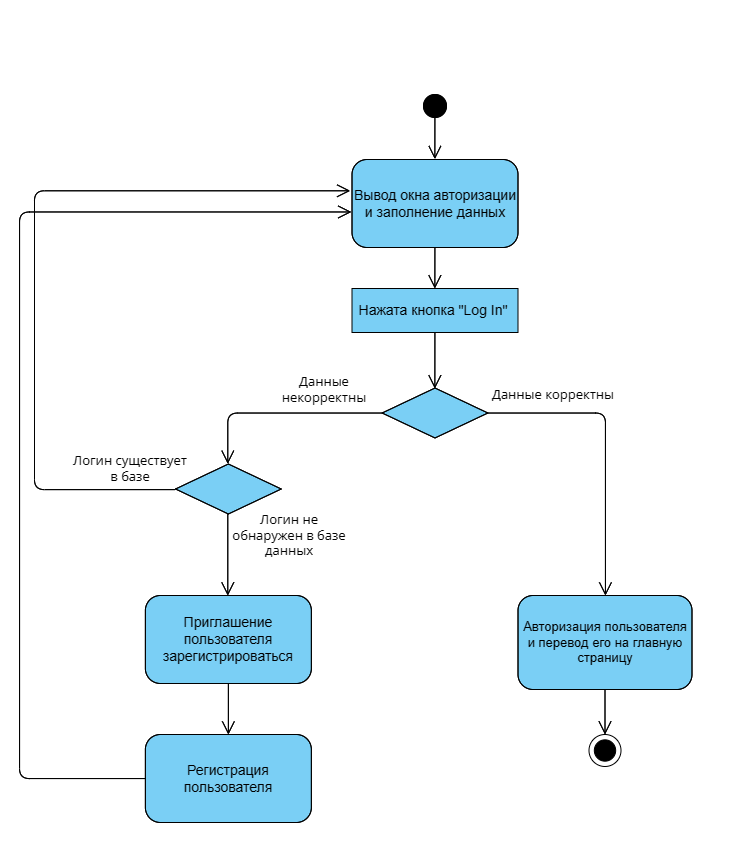 Вывод окна авторизации
и заполнение данных
Нажата кнопка "Log In"
Данные
некорректны
Данные корректны
Логин существует
в базе
Логин не
обнаружен в базе
данных
Приглашение
пользователя
зарегистрироваться
Авторизация пользователя
и перевод его на главную
страницу
Регистрация
пользователя